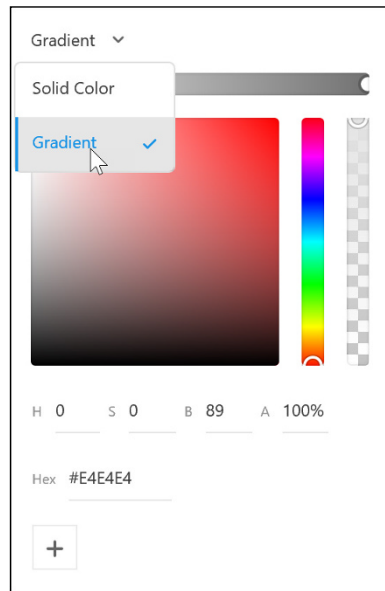 Gradient
Solid Color
Gradient
H 0 S 0 B 89 A 100%
Hex #E4E4E4
+